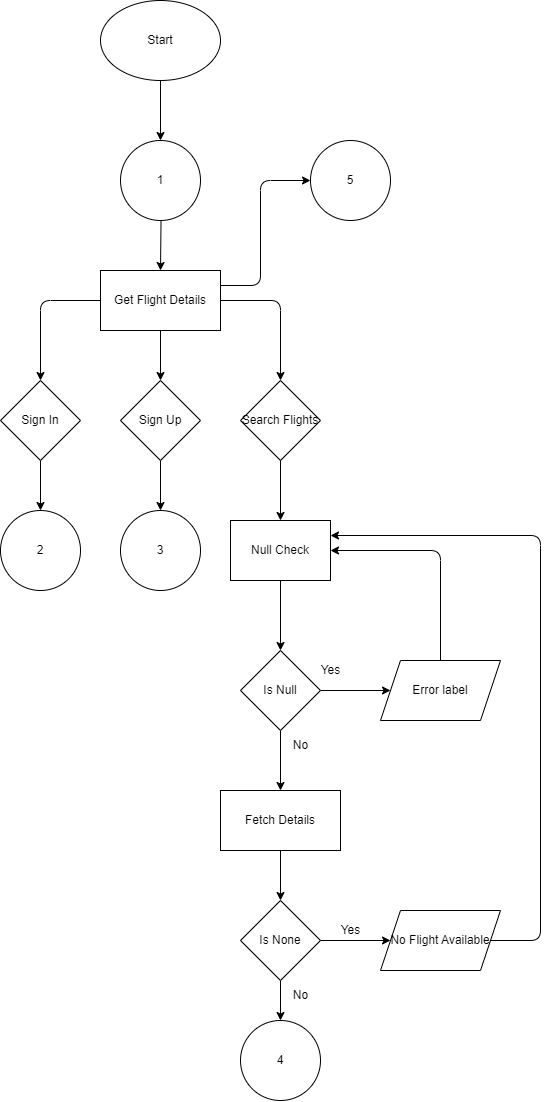 Start
1
5
Get Flight Details
Sign In
Sign Up
Search Flights
2
3
Null Check
Is Null
Yes
Error label
No
Fetch Details
Is None
Yes
No Flight Available
No
4